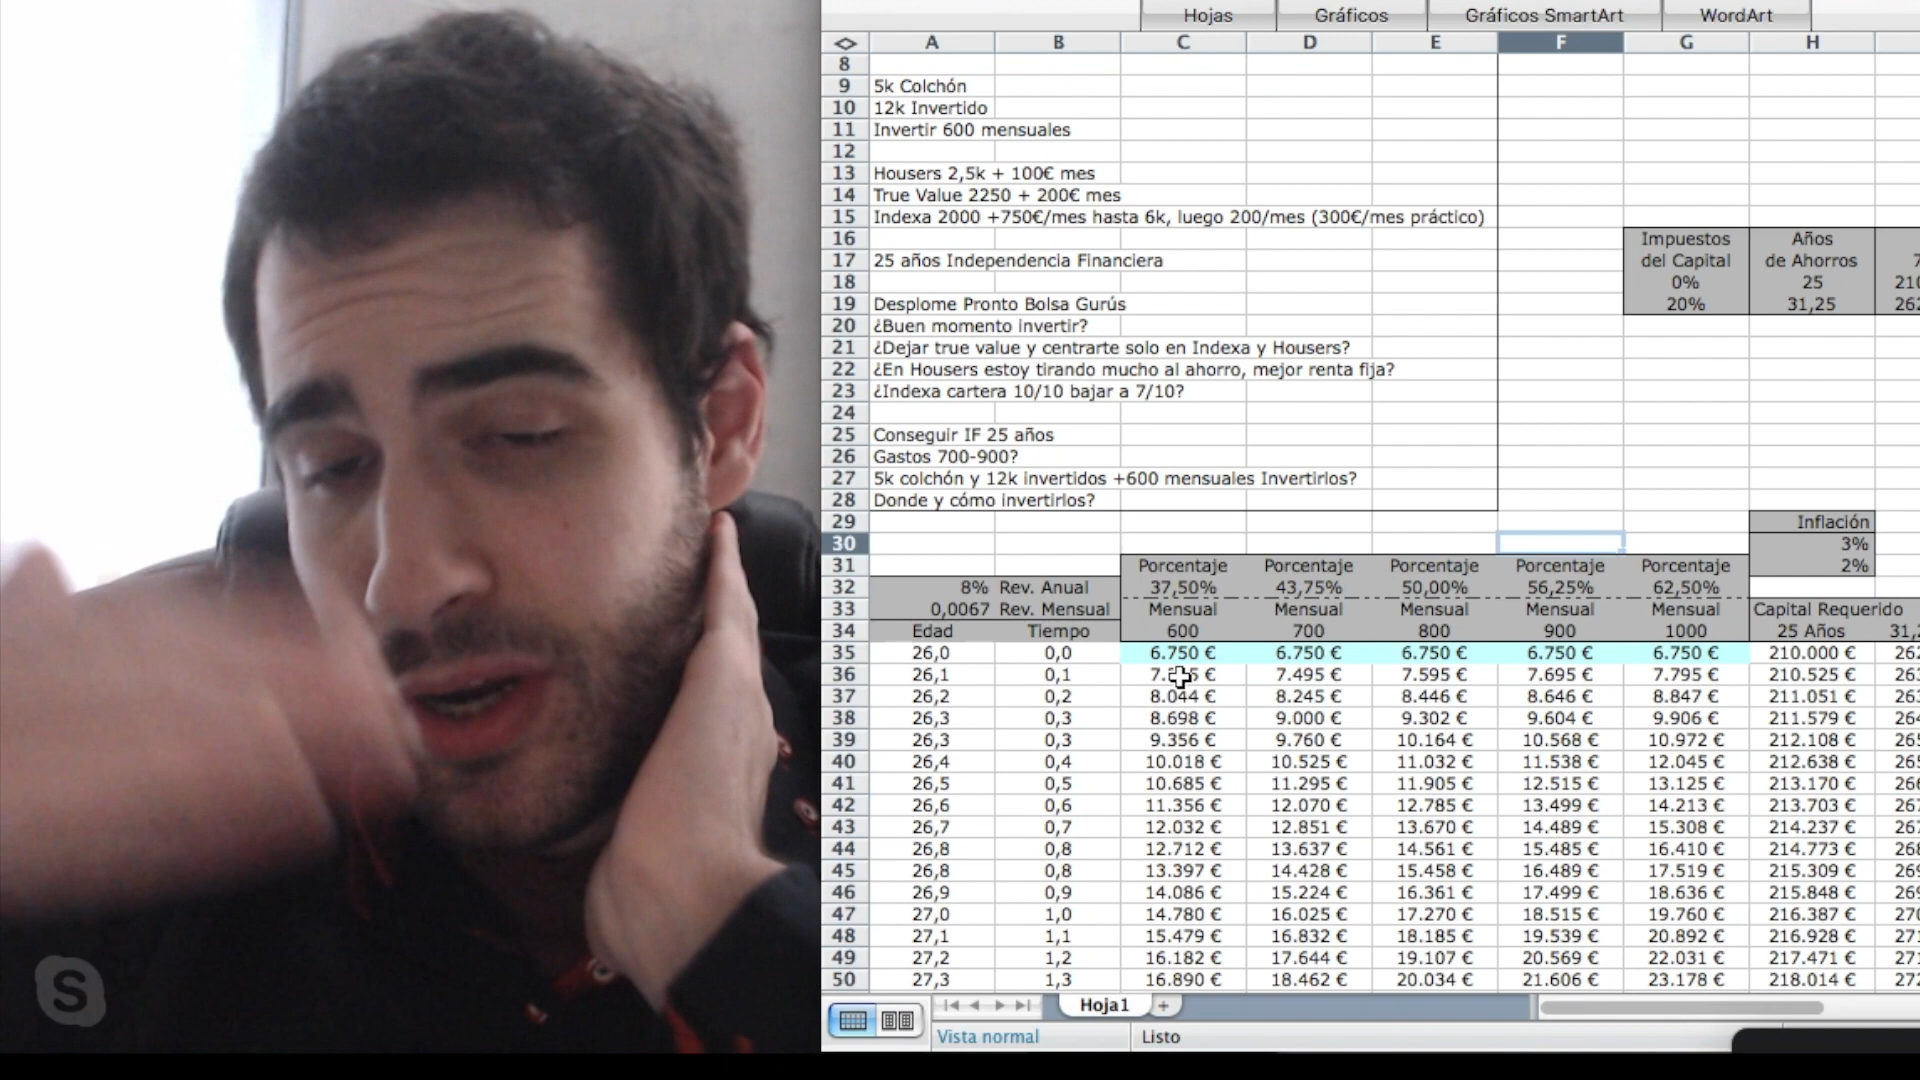 Hojas Gráficos Gráficos SmartArt WordArt
A B C D E F G H
8
9 5k Colchón
10 12k Invertido
11 Invertir 600 mensuales
12
13 Housers 2,5k + 100€ mes
14 True Value 2250 + 200€ mes
15 Indexa 2000 +750€/mes hasta 6k, luego 200/mes (300€/mes práctico)
16 Impuestos Años
17 25 años Independencia Financiera del Capital de Ahorros
18 0% 25
19 Desplome Pronto Bolsa Gurús 20% 31,25
20 ¿Buen momento invertir?
21 ¿Dejar true value y centrarte solo en Indexa y Housers?
22 ¿En Housers estoy tirando mucho al ahorro, mejor renta fija?
23 ¿Indexa cartera 10/10 bajar a 7/10?
24
25 Conseguir IF 25 años
26 Gastos 700-900?
27 5k colchón y 12k invertidos +600 mensuales Invertirlos?
28 Donde y cómo invertirlos?
29 Inflación
30 3%
31 Porcentaje Porcentaje Porcentaje Porcentaje Porcentaje 2%
32 8% Rev. Anual 37,50% 43,75% 50,00% 56,25% 62,50%
33 0,0067 Rev. Mensual Mensual Mensual Mensual Mensual Mensual Capital Requerido
34 Edad Tiempo 600 700 800 900 1000 25 Años
35 26,0 0,0 6.750 € 6.750 € 6.750 € 6.750 € 6.750 € 210.000 €
36 26,1 0,1 7.495 € 7.595 € 7.695 € 7.795 € 210.525 €
37 26,2 0,2 8.044 € 8.245 € 8.446 € 8.646 € 8.847 € 211.051 €
38 26,3 0,3 8.698 € 9.000 € 9.302 € 9.604 € 9.906 € 211.579 €
39 26,3 0,3 9.356 € 9.760 € 10.164 € 10.568 € 10.972 € 212.108 €
40 26,4 0,4 10.018 € 10.525 € 11.032 € 11.538 € 12.045 € 212.638 €
41 26,5 0,5 10.685 € 11.295 € 11.905 € 12.515 € 13.125 € 213.170 €
42 26,6 0,6 11.356 € 12.070 € 12.785 € 13.499 € 14.213 € 213.703 €
43 26,7 0,7 12.032 € 12.851 € 13.670 € 14.489 € 15.308 € 214.237 €
44 26,8 0,8 12.712 € 13.637 € 14.561 € 15.485 € 16.410 € 214.773 €
45 26,8 0,8 13.397 € 14.428 € 15.458 € 16.489 € 17.519 € 215.309 €
46 26,9 0,9 14.086 € 15.224 € 16.361 € 17.499 € 18.636 € 215.848 €
47 27,0 1,0 14.780 € 16.025 € 17.270 € 18.515 € 19.760 € 216.387 €
48 27,1 1,1 15.479 € 16.832 € 18.185 € 19.539 € 20.892 € 216.928 €
49 27,2 1,2 16.182 € 17.644 € 19.107 € 20.569 € 22.031 € 217.471 €
50 27,3 1,3 16.890 € 18.462 € 20.034 € 21.606 € 23.178 € 218.014 €
Hoja1 +
Vista normal Listo
S